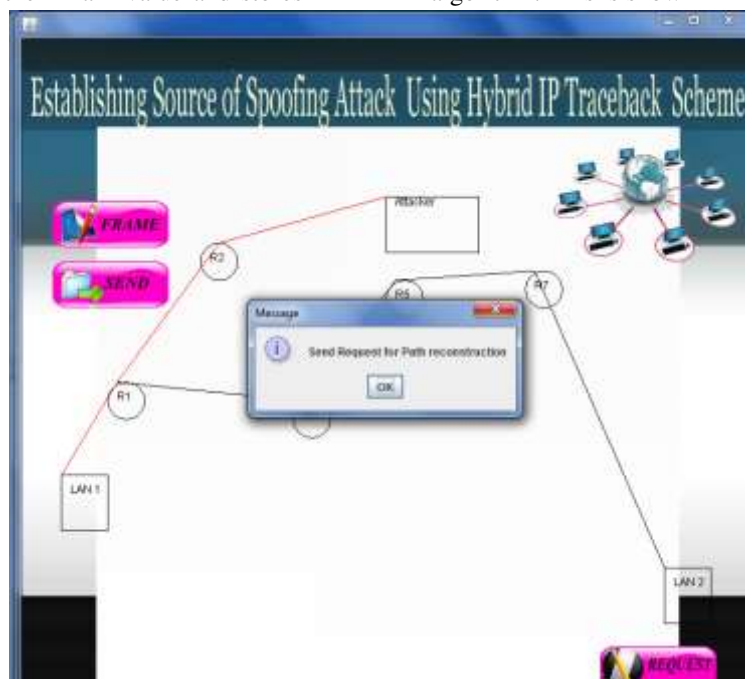 Establishing Source of Spoofing Attack Using Hybrid IP Traceback Scheme
Attacker
FRAME
R2
SEND
R5
R7
Message
Send Request for Path reconstruction
OK
R1
LAN 1
LAN 2
REQUEST